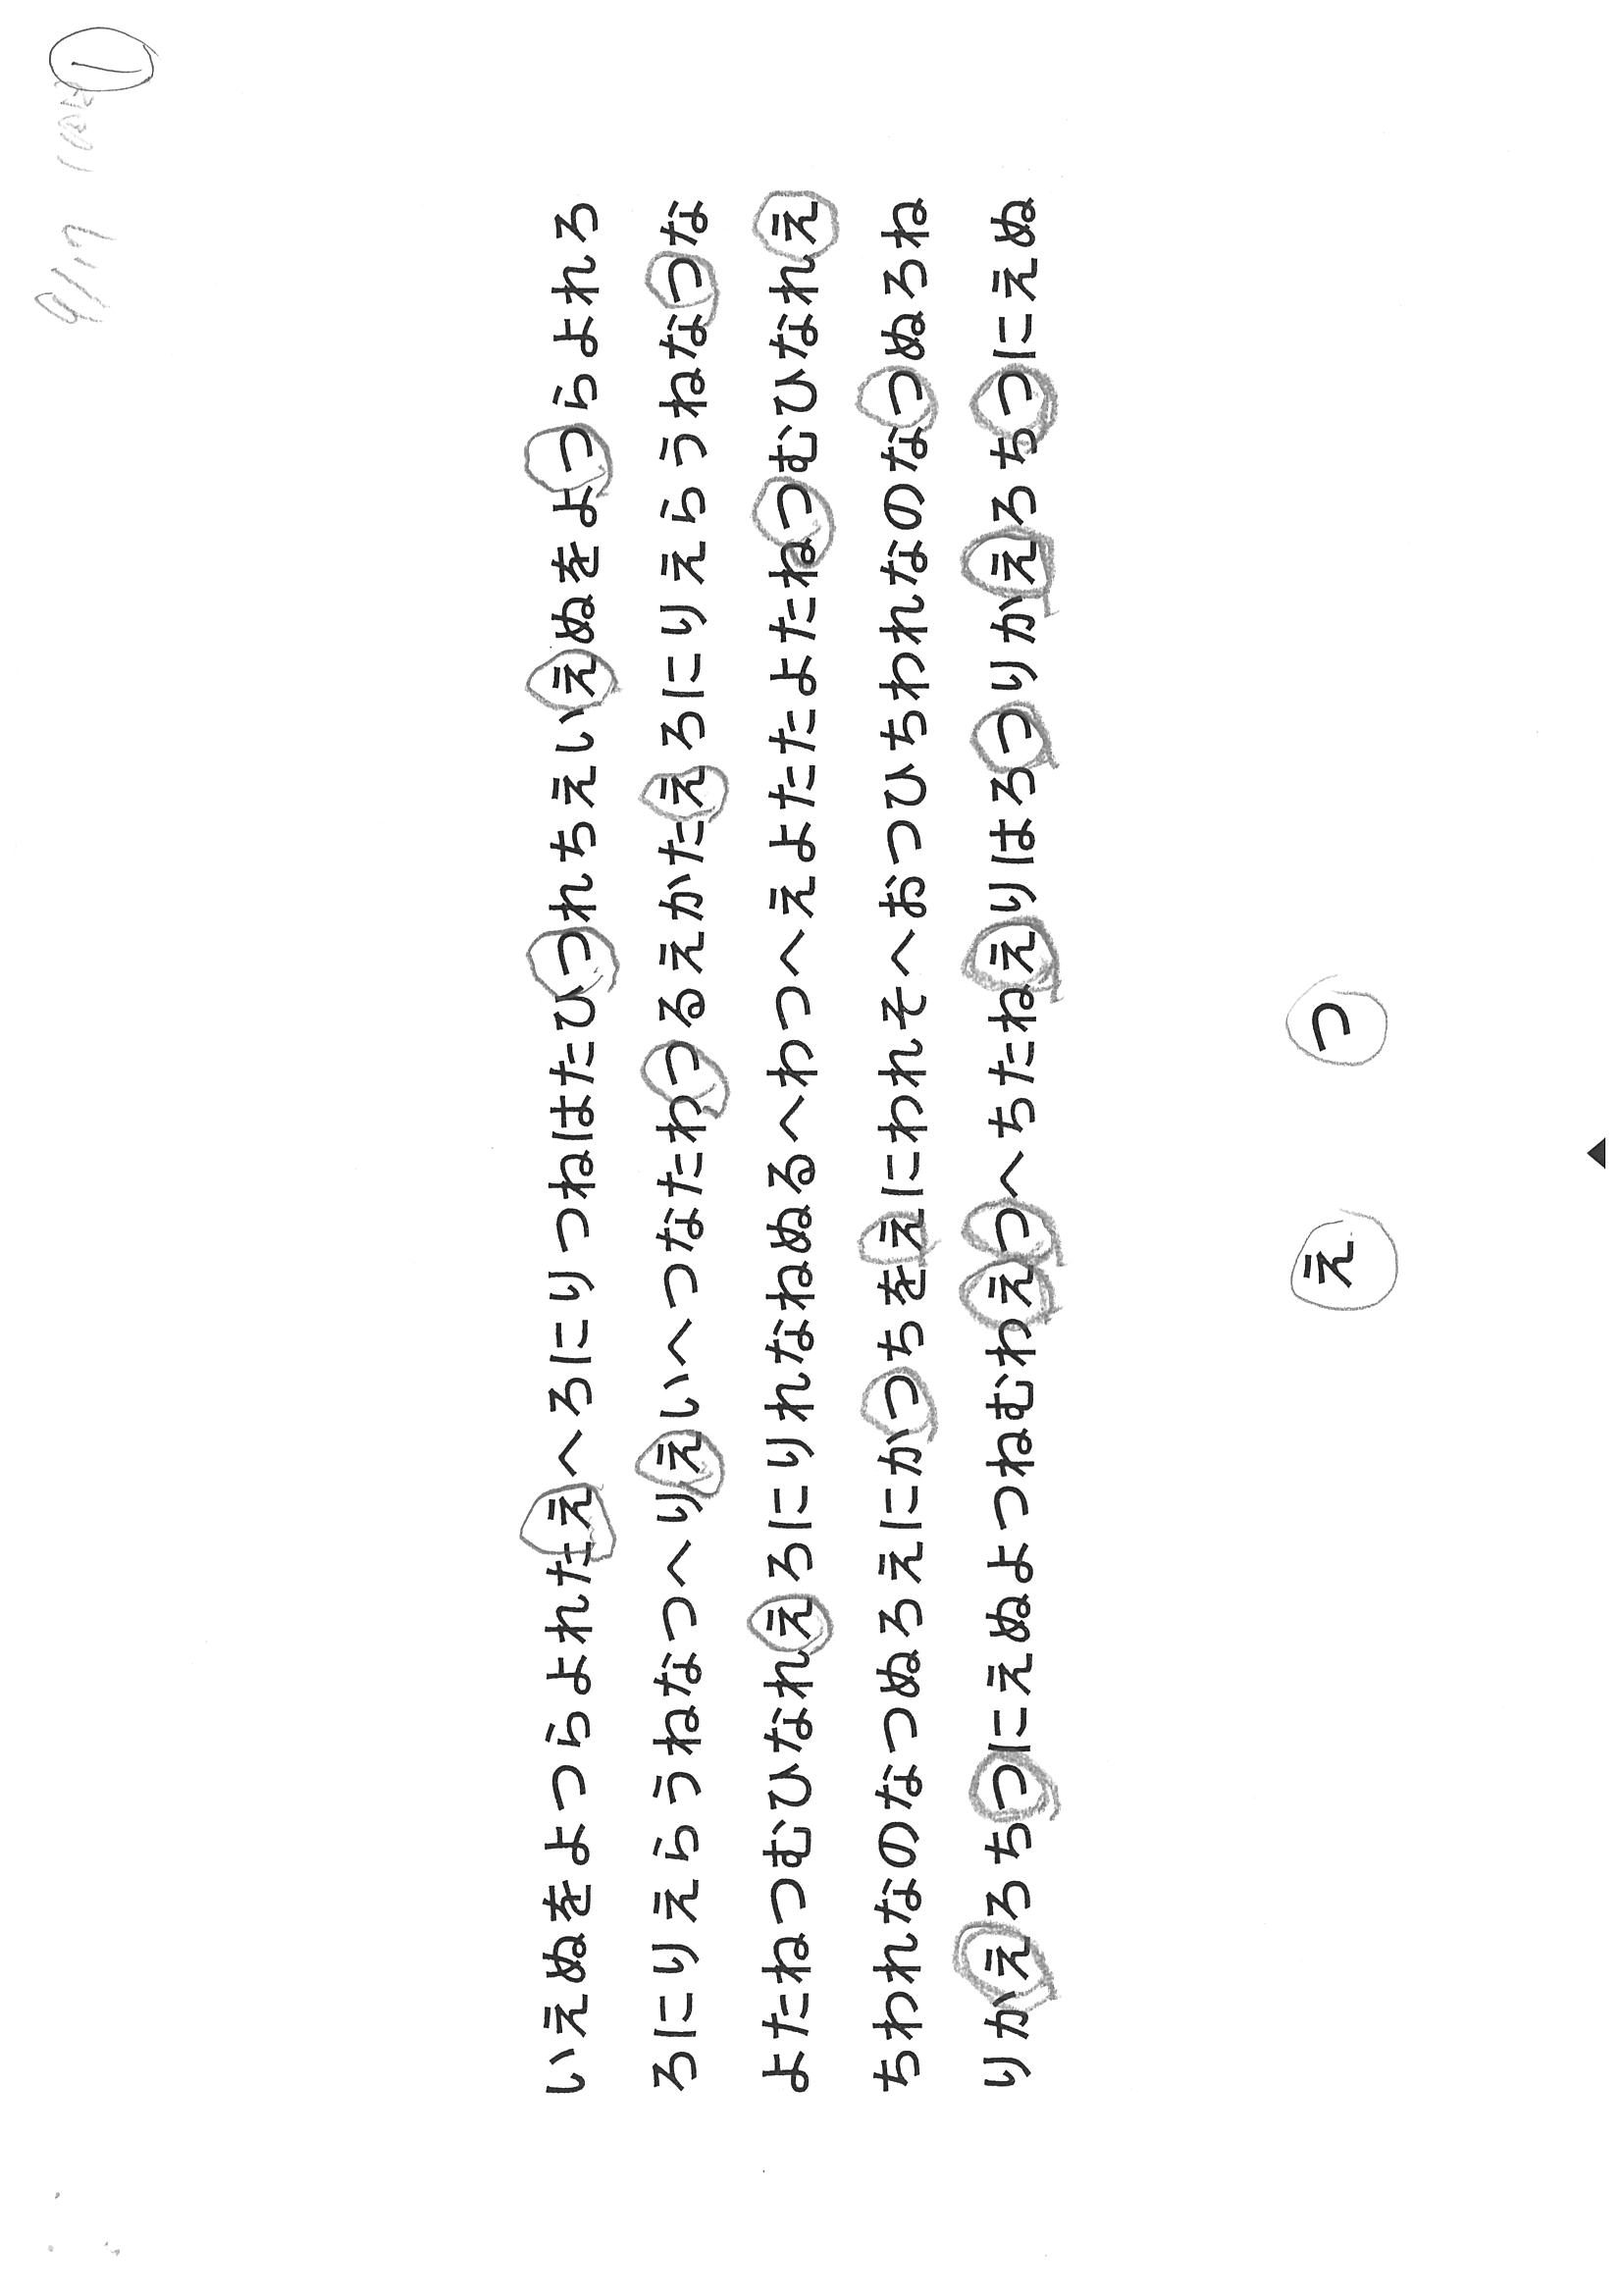 いえぬをよつらよれたえへろにりつねはたひつれちえいえぬをよつらよれろ
ろにりえらうねなつへりえいへつなたわつるえかたえろにりえらうねなつな
よたねつむひなれえろにりれなねぬるへわつへえよたたよたねつむひなれえ
ちわれなのなつぬろえにかつちをえにわれそへおつひちわれなのなつぬろね
りかえろちつにえぬよつねむわえつへちたねえりはろつりかえろちつにえぬ
え つ